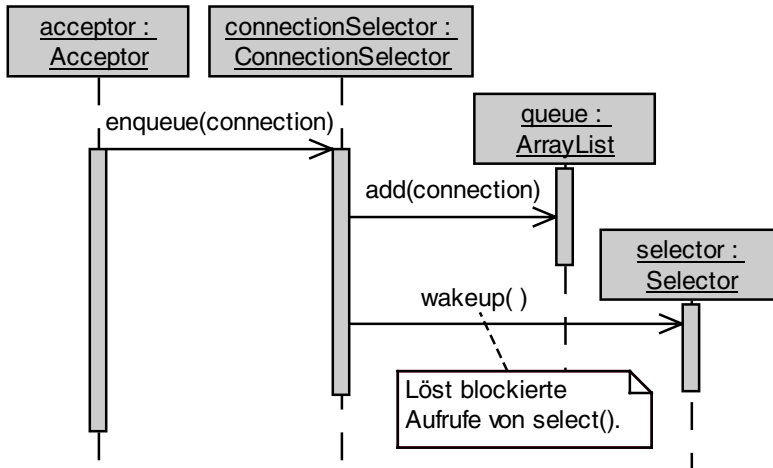 acceptor :
Acceptor
connectionSelector :
ConnectionSelector
enqueue(connection)
queue :
ArrayList
add(connection)
selector :
Selector
wakeup( )
Löst blockierte
Aufrufe von select().